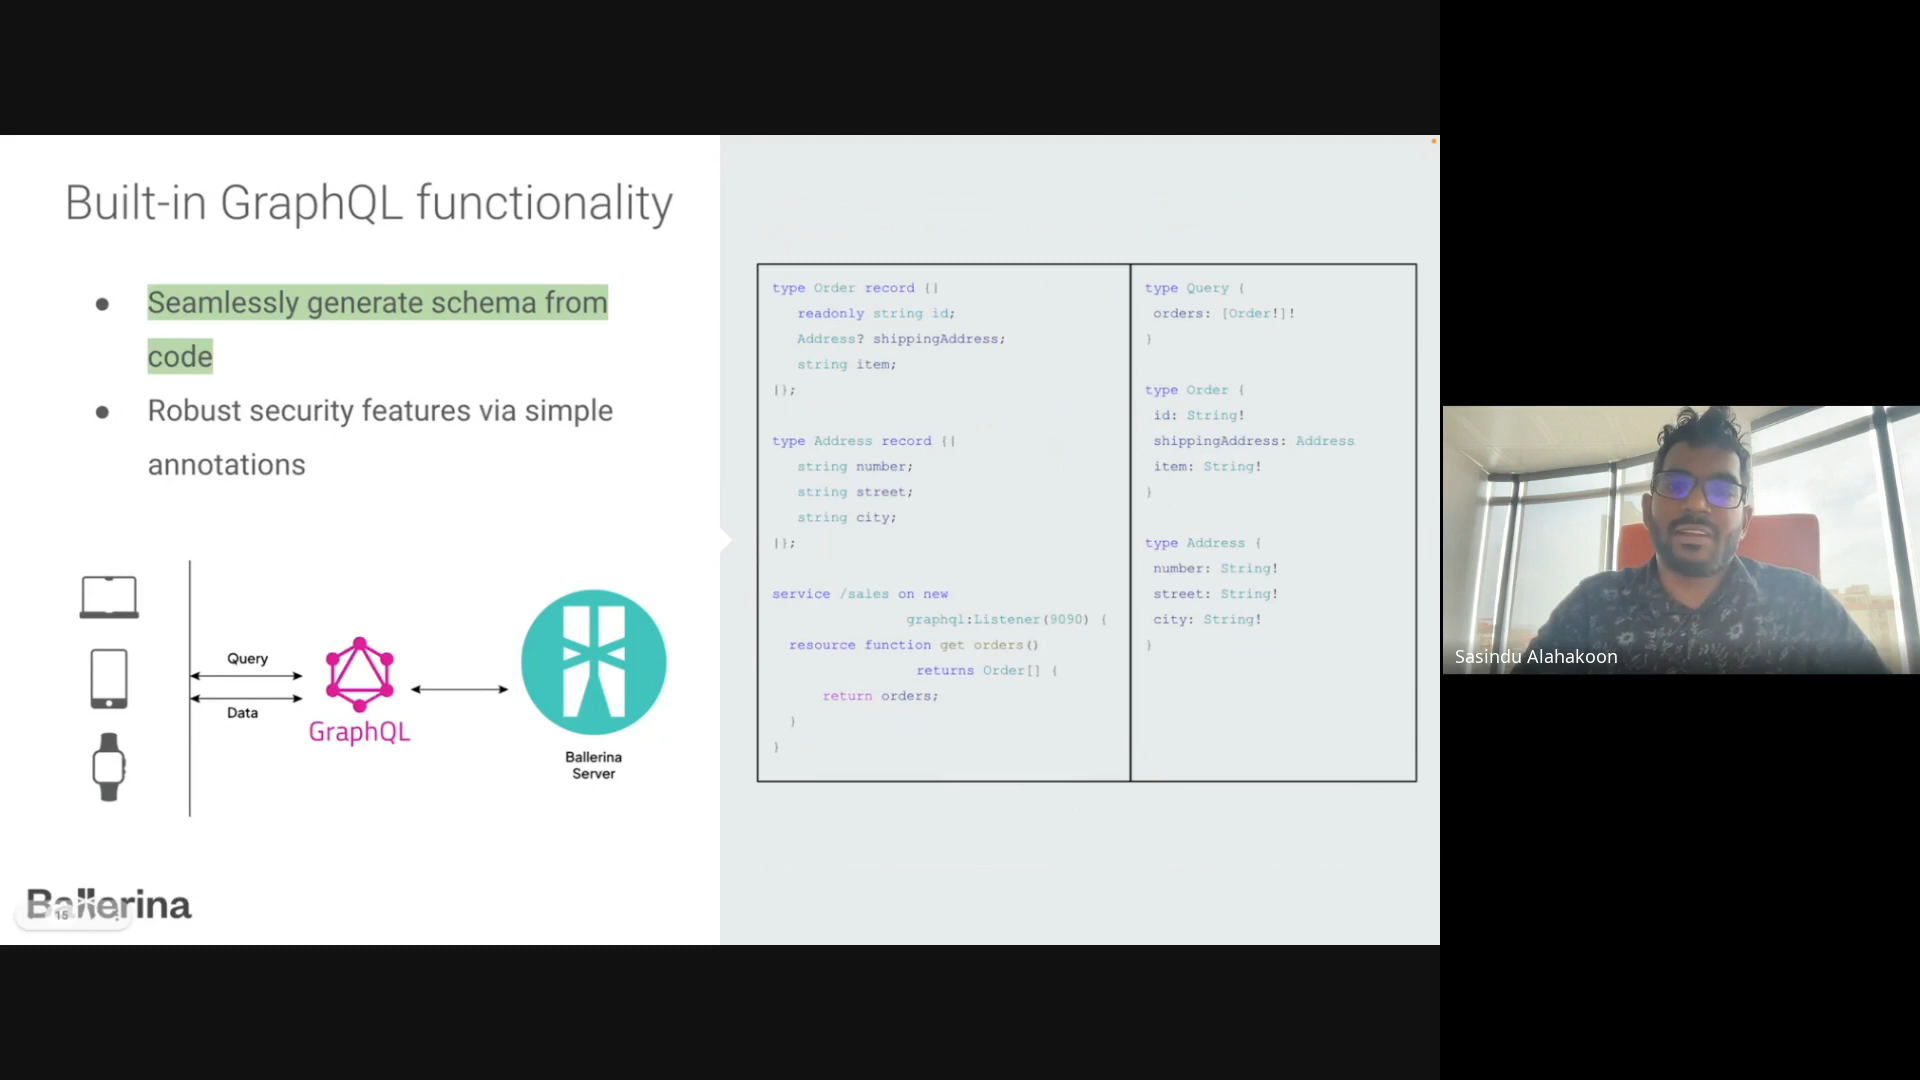 Built-in GraphQL functionality
● Seamlessly generate schema from
code
● Robust security features via simple
annotations
Query
Data
GraphQL
Ballerina
Server
Ballerina
15
type Order record {|
readonly string id;
Address? shippingAddress;
string item;
|};
type Address record {|
string number;
string street;
string city;
|};
service /sales on new
graphql:Listener(9090) {
resource function get orders()
returns Order[] {
return orders;
}
}
type Query {
orders: [Order!]!
}
type Order {
id: String!
shippingAddress: Address
item: String!
}
type Address {
number: String!
street: String!
city: String!
}
Sasindu Alahakoon